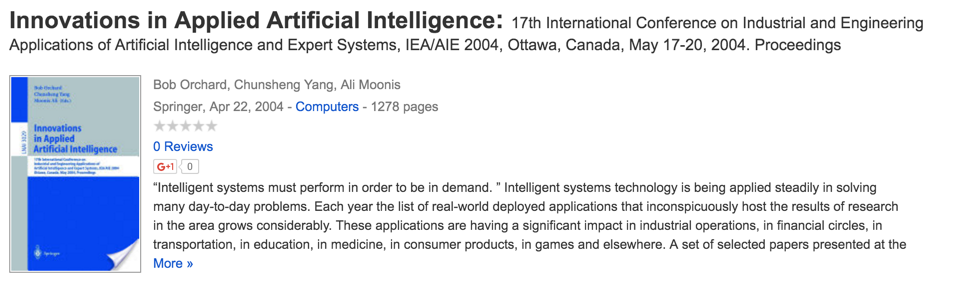 Innovations in Applied Artificial Intelligence: 17th International Conference on Industrial and Engineering
Applications of Artificial Intelligence and Expert Systems, IEA/AIE 2004, Ottawa, Canada, May 17-20, 2004. Proceedings
Bob Orchard, Chunsheng Yang, Ali Moonis
Springer, Apr 22, 2004 - Computers - 1278 pages
0 Reviews
G+1 0
“Intelligent systems must perform in order to be in demand. ” Intelligent systems technology is being applied steadily in solving
many day-to-day problems. Each year the list of real-world deployed applications that inconspicuously host the results of research
in the area grows considerably. These applications are having a significant impact in industrial operations, in financial circles, in
transportation, in education, in medicine, in consumer products, in games and elsewhere. A set of selected papers presented at the
More »
Bob Orchard
Chunsheng Yang
Moonis Ali (Eds.)
LNAI 3029
Innovations
in Applied
Artificial Intelligence
17th International Conference on
Industrial and Engineering Applications of
Artificial Intelligence and Expert Systems, IEA/AIE 2004
Ottawa, Canada, May 2004, Proceedings
Springer